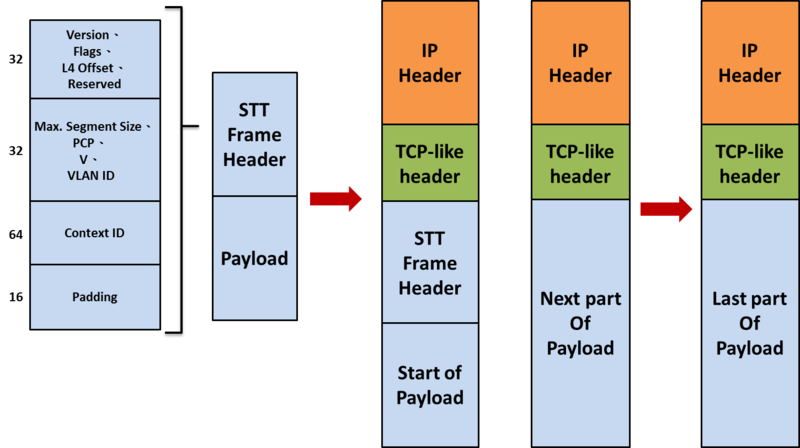 32
Version、
Flags、
L4 Offset、
Reserved
32
Max. Segment Size、
PCP、
V、
VLAN ID
64
Context ID
16
Padding
STT
Frame
Header
Payload
IP
Header
TCP-like
header
STT
Frame
Header
Start of
Payload
IP
Header
TCP-like
header
Next part
Of
Payload
IP
Header
TCP-like
header
Last part
Of
Payload